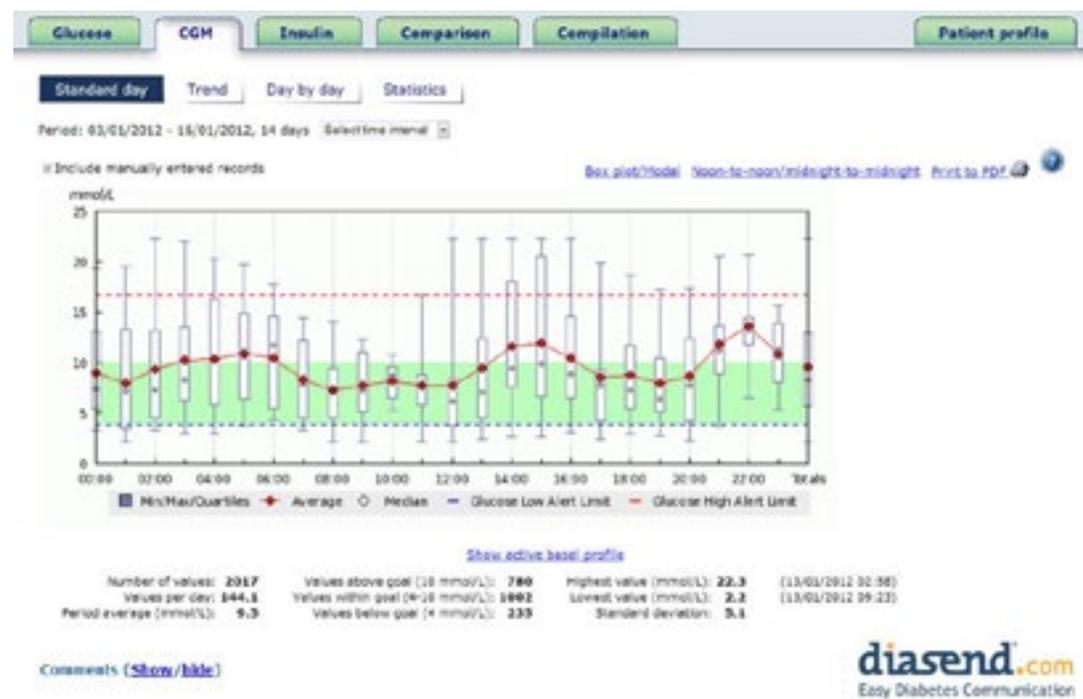 Glucose CGM Insulin Comparison Compilation Patient profile
Standard day Trend Day by day Statistics
Period: 03/01/2012 - 16/01/2012, 14 days Select time interval
Include manually entered records
Box plot/Modal Noon-to-noon/midnight-to-midnight Print to PDF ?
mmol/L
25
20
15
10
5
0
00:00 02:00 04:00 06:00 08:00 10:00 12:00 14:00 16:00 18:00 20:00 22:00 Totals
Min/Max/Quartiles Average Median Glucose Low Alert Limit Glucose High Alert Limit
Show active basal profile
Number of values: 2017 Values above goal (10 mmol/L): 780 Highest value (mmol/L): 22.3 (13/01/2012 02:58)
Values per day: 144.1 Values within goal (4-10 mmol/L): 1002 Lowest value (mmol/L): 2.2 (13/01/2012 09:23)
Period average (mmol/L): Values below goal (4 mmol/L): 235 Standard deviation: 5.1
Comments (Show/hide)
diasend.com
Easy Diabetes Communication